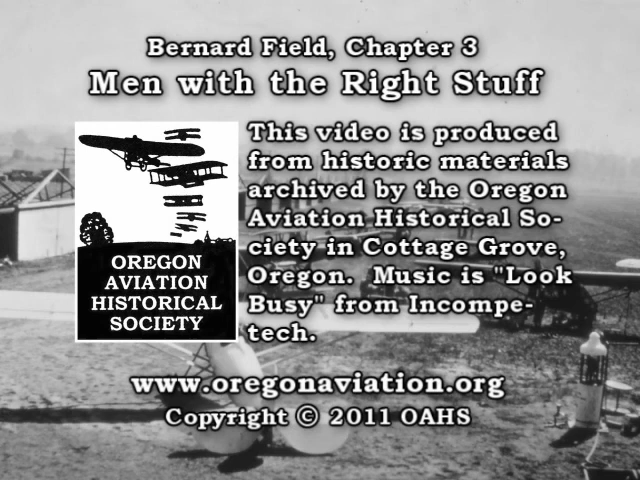 Bernard Field, Chapter 3
Men with the Right Stuff
This video is produced
from historic materials
archived by the Oregon
Aviation Historical So-
ciety in Cottage Grove,
Oregon. Music is "Look
Busy" from Incompe-
tech.
OREGON
AVIATION
HISTORICAL
SOCIETY
www.oregonaviation.org
Copyright © 2011 OAHS